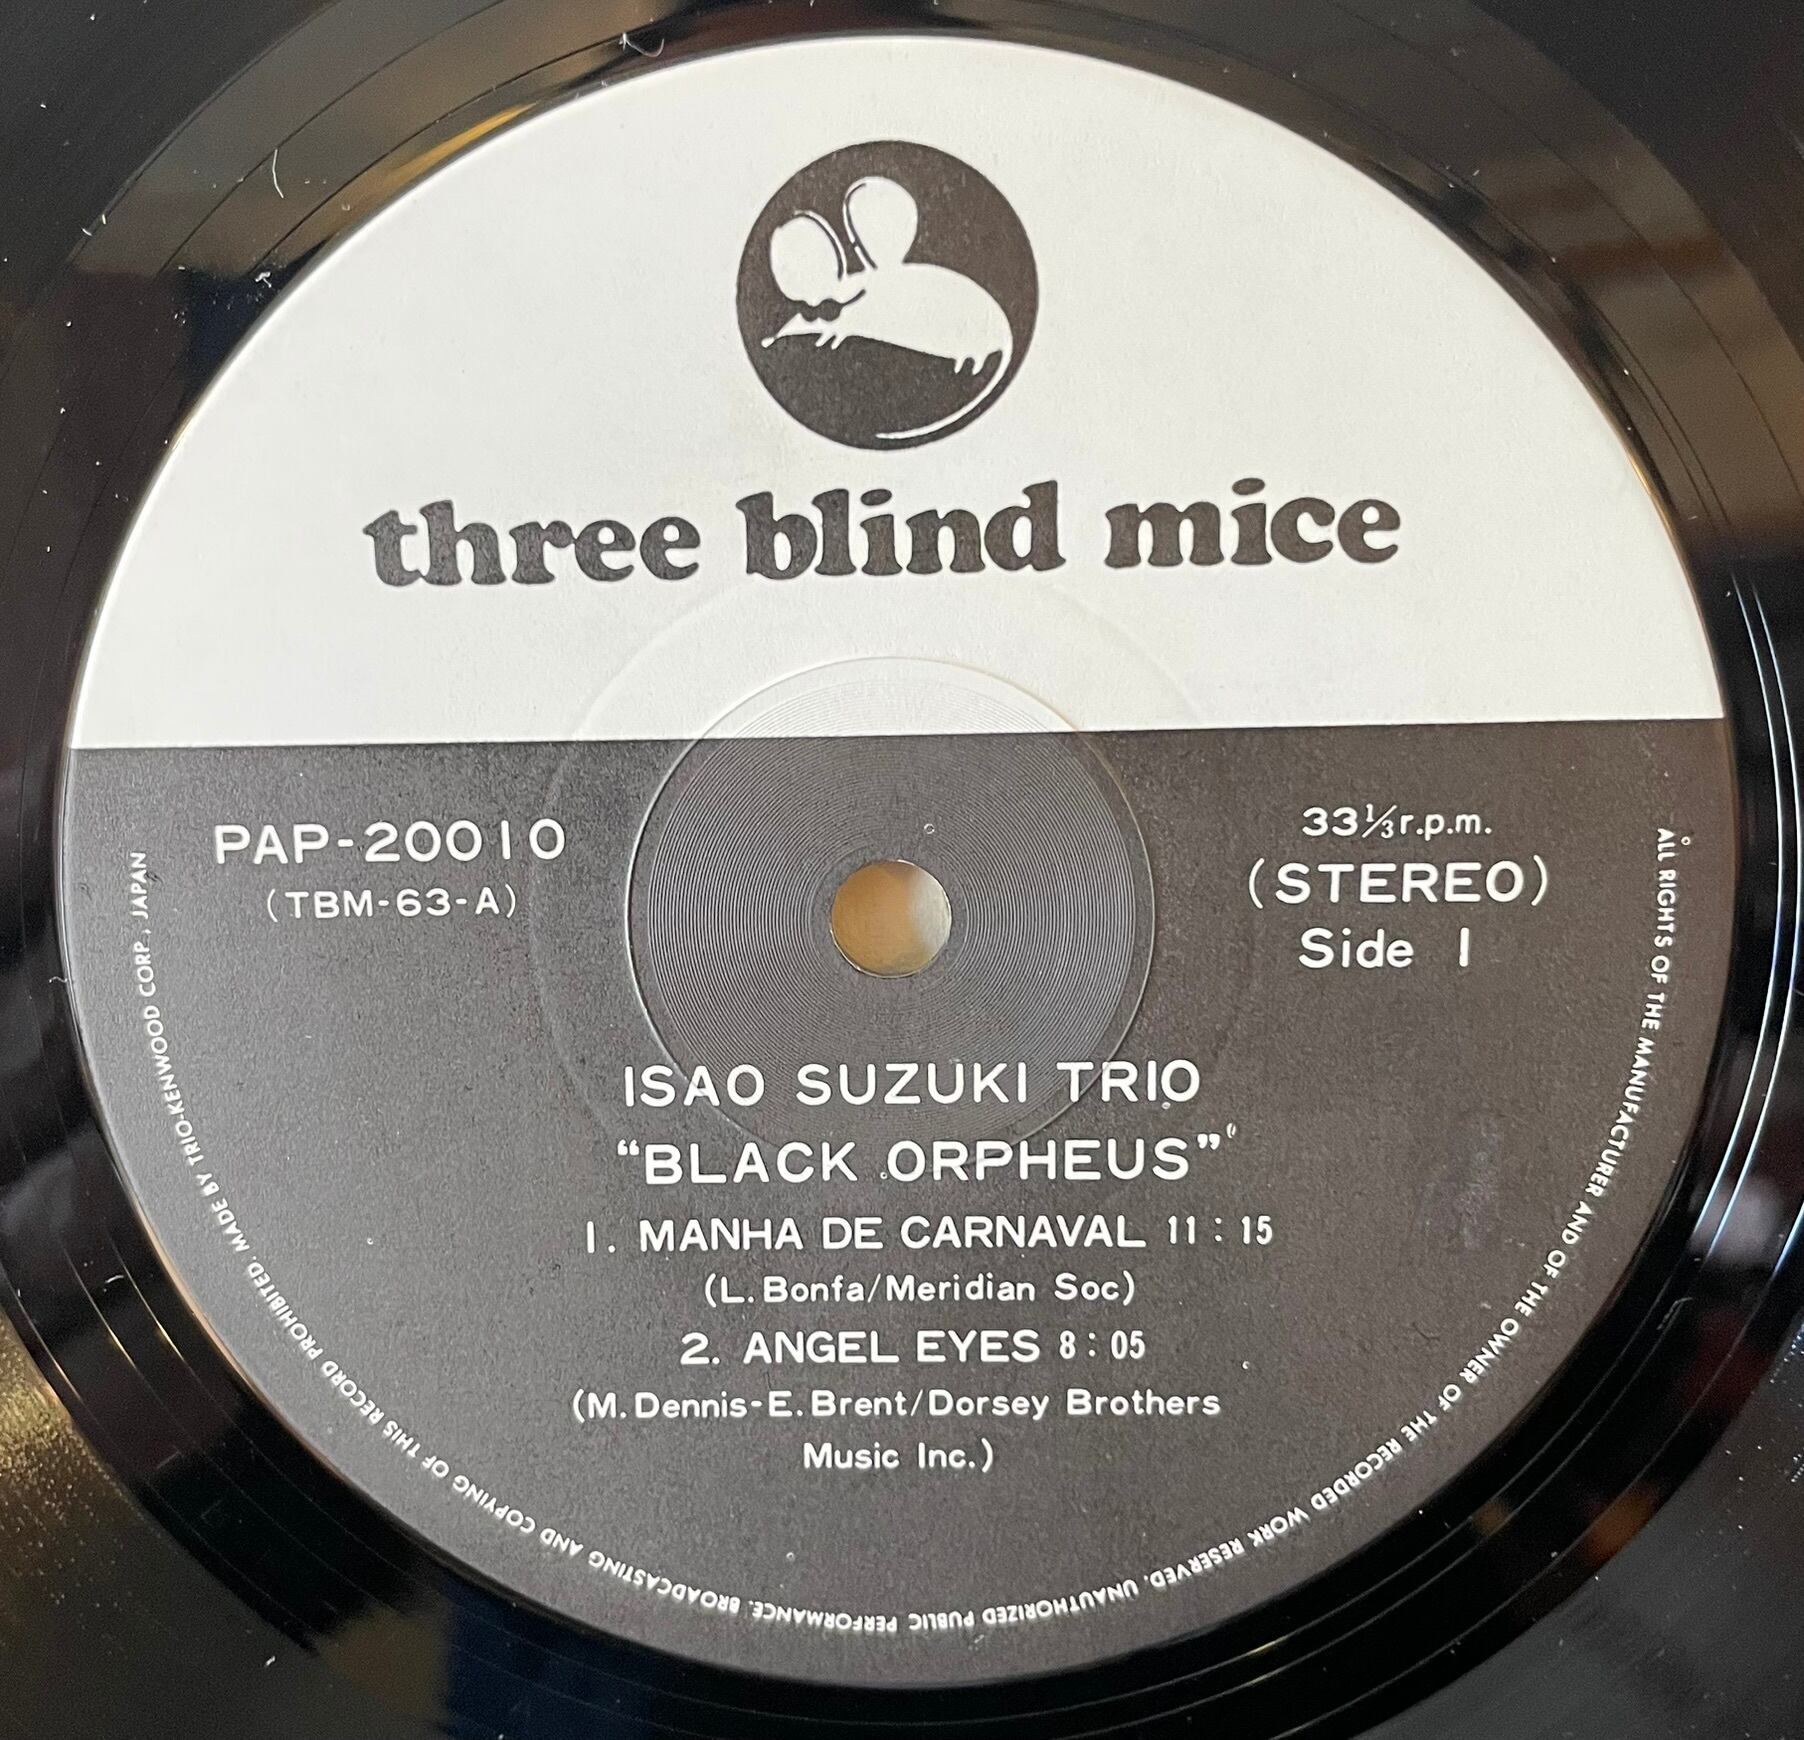 three blind mice
PAP-20010
(TBM-63-A)
33⅓ r.p.m.
(STEREO)
Side 1
ISAO SUZUKI TRIO
“BLACK ORPHEUS”
1. MANHA DE CARNAVAL 11:15
(L. Bonfa/Meridian Soc)
2. ANGEL EYES 8:05
(M. Dennis-E. Brent/Dorsey Brothers
Music Inc.)
ALL RIGHTS OF THE MANUFACTURER AND OF THE OWNER OF THE RECORDED WORK RESERVED. UNAUTHORIZED PUBLIC PERFORMANCE. BROADCASTING AND COPYING OF THIS RECORD PROHIBITED. MADE BY TRIO-KENWOOD CORP., JAPAN